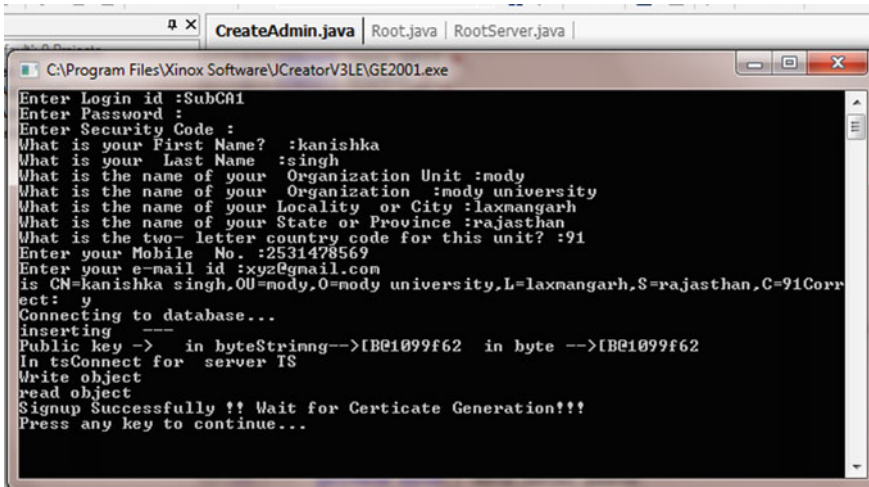 CreateAdmin.java | Root.java | RootServer.java |
C:\Program Files\Xinox Software\JCreatorV3LE\GE2001.exe
Enter Login id :SubCA1
Enter Password :
Enter Security Code :
What is your First Name?  :kanishka
What is your  Last Name  :singh
What is the name of your  Organization Unit :mody
What is the name of your  Organization  :mody university
What is the name of your Locality  or City :laxmangarh
What is the name of your State or Province :rajasthan
What is the two- letter country code for this unit? :91
Enter your Mobile  No. :2531478569
Enter your e-mail id :xyz@gmail.com
is CN=kanishka singh,OU=mody,O=mody university,L=laxmangarh,S=rajasthan,C=91Corr
ect:  y
Connecting to database...
inserting   ---
Public key ->   in byteStrimng-->[B@1099f62  in byte -->[B@1099f62
In tsConnect for  server TS
Write object
read object
Signup Successfully !! Wait for Certicate Generation!!!
Press any key to continue...